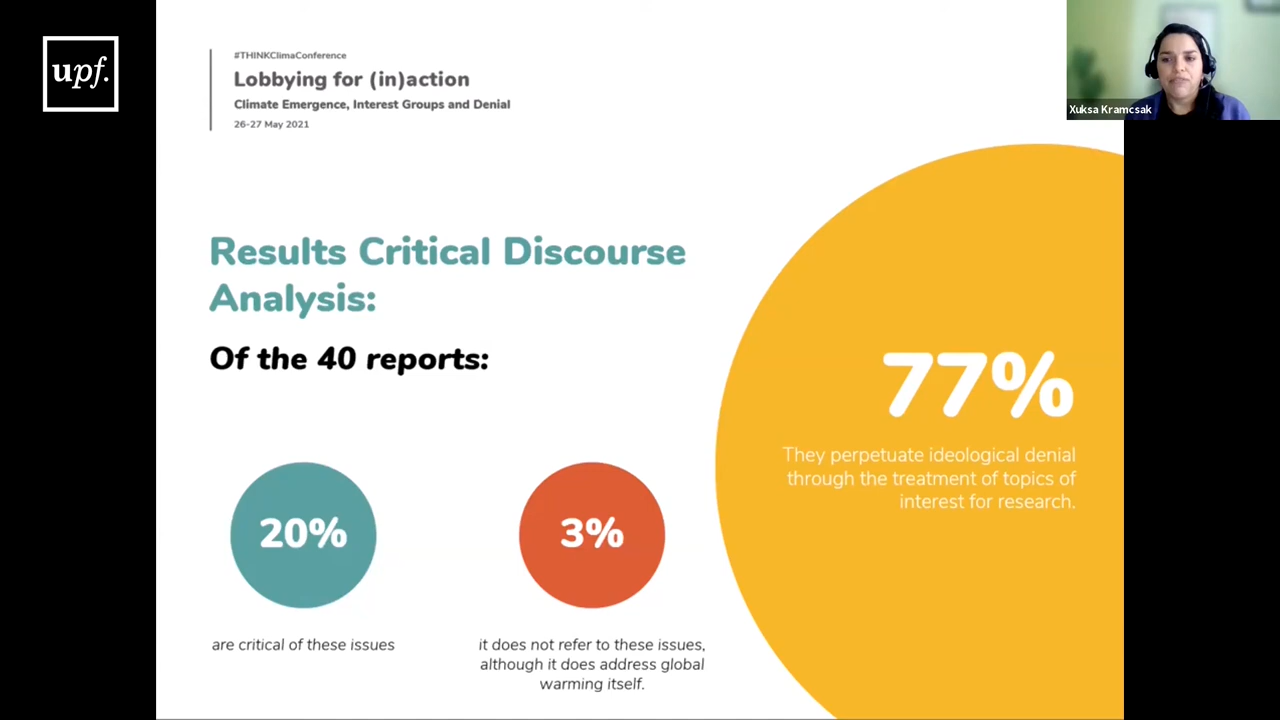 upf.
#THINKClimaConference
Lobbying for (in)action
Climate Emergence, Interest Groups and Denial
26-27 May 2021
Xuksa Kramcsak
Results Critical Discourse
Analysis:
Of the 40 reports:
77%
They perpetuate ideological denial
through the treatment of topics of
interest for research.
20%
are critical of these issues
3%
it does not refer to these issues,
although it does address global
warming itself.